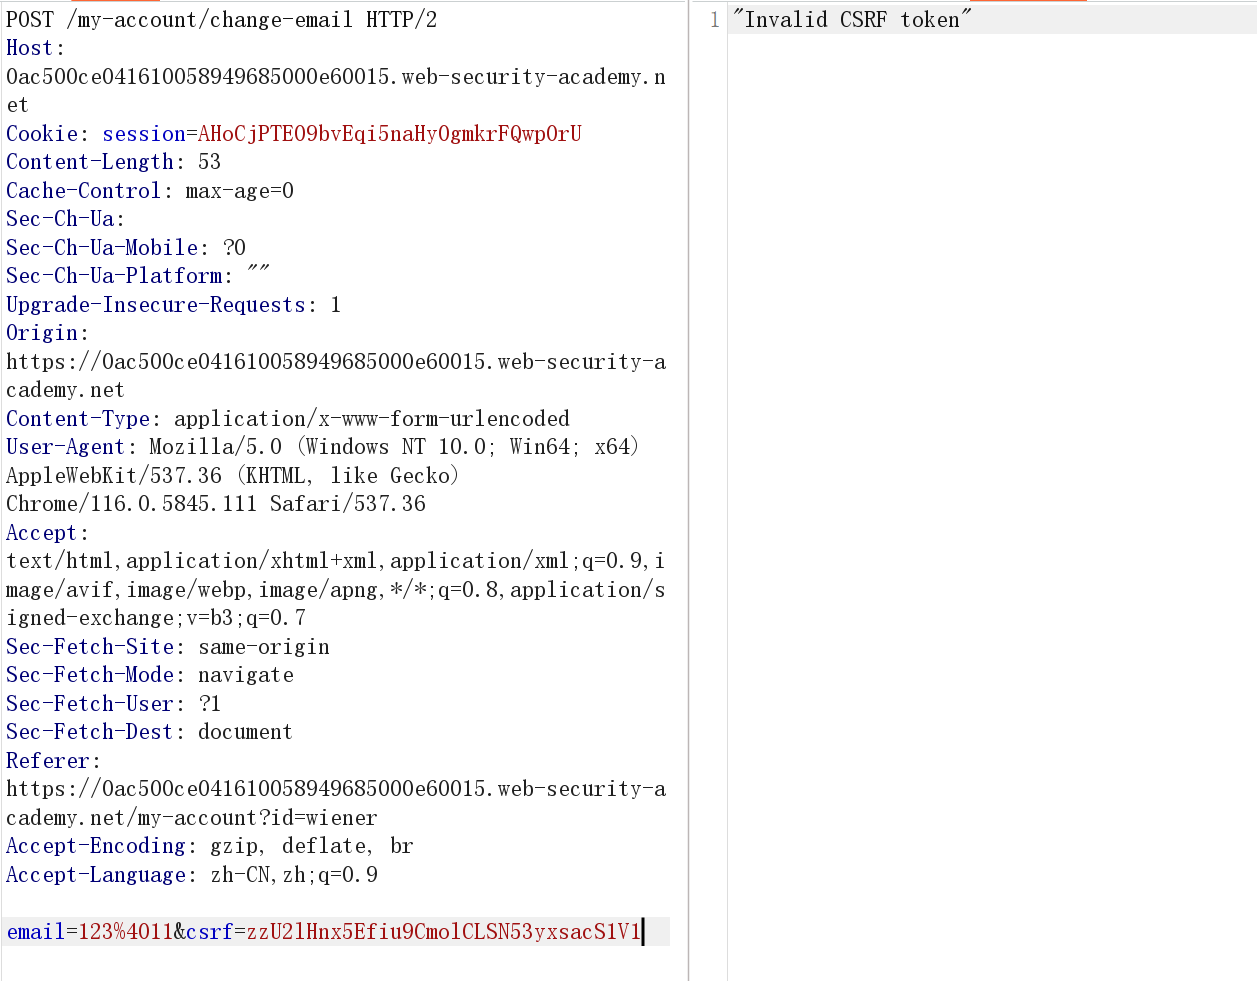 POST /my-account/change-email HTTP/2
Host:
0ac500ce041610058949685000e60015.web-security-academy.n
et
Cookie: session=AHoCjPTEO9bvEqi5naHyOgmkrFQwpOrU
Content-Length: 53
Cache-Control: max-age=0
Sec-Ch-Ua:
Sec-Ch-Ua-Mobile: ?0
Sec-Ch-Ua-Platform: ""
Upgrade-Insecure-Requests: 1
Origin:
https://0ac500ce041610058949685000e60015.web-security-a
cademy.net
Content-Type: application/x-www-form-urlencoded
User-Agent: Mozilla/5.0 (Windows NT 10.0; Win64; x64)
AppleWebKit/537.36 (KHTML, like Gecko)
Chrome/116.0.5845.111 Safari/537.36
Accept:
text/html,application/xhtml+xml,application/xml;q=0.9,i
mage/avif,image/webp,image/apng,*/*;q=0.8,application/s
igned-exchange;v=b3;q=0.7
Sec-Fetch-Site: same-origin
Sec-Fetch-Mode: navigate
Sec-Fetch-User: ?1
Sec-Fetch-Dest: document
Referer:
https://0ac500ce041610058949685000e60015.web-security-a
cademy.net/my-account?id=wiener
Accept-Encoding: gzip, deflate, br
Accept-Language: zh-CN,zh;q=0.9
email=123%4011&csrf=zzU2lHnx5Efiu9CmolCLSN53yxsacS1V1
1 "Invalid CSRF token"